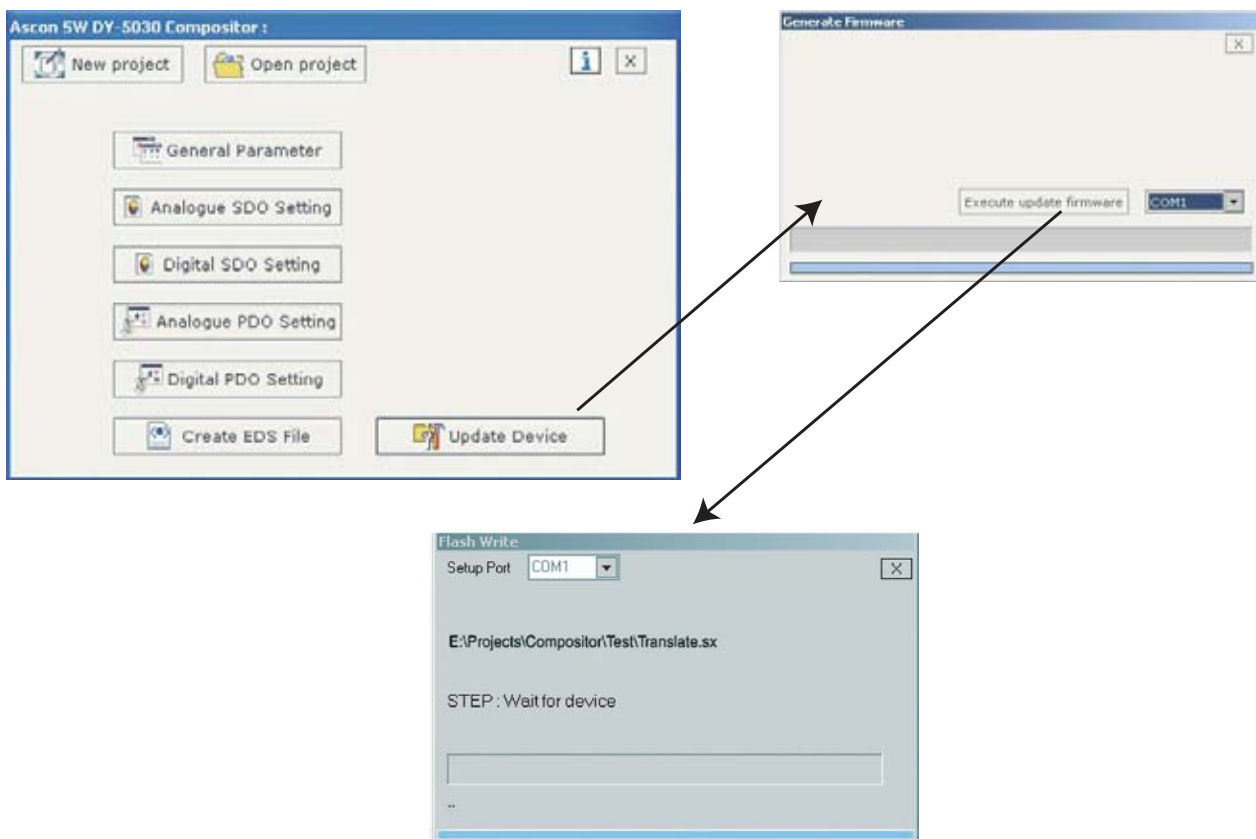 Ascon SW DY-5030 Compositor :
New project
Open project
i
X
General Parameter
Analogue SDO Setting
Digital SDO Setting
Analogue PDO Setting
Digital PDO Setting
Create EDS File
Update Device
Generate Firmware
X
Execute update firmware
COM1
Flash Write
Setup Port COM1
X
E:\Projects\Compositor\Test\Translate.sx
STEP : Wait for device
..